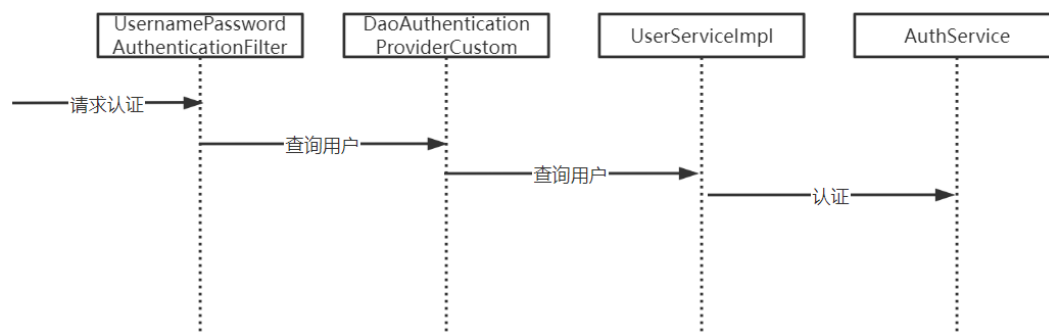 UsernamePassword
AuthenticationFilter
DaoAuthentication
ProviderCustom
UserServiceImpl
AuthService
请求认证
查询用户
查询用户
认证